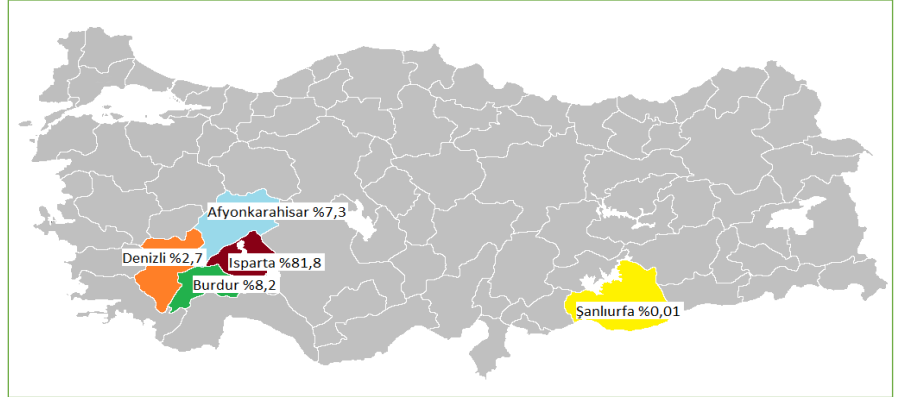 Afyonkarahisar %7,3
Denizli %2,7
Isparta %81,8
Burdur %8,2
Şanlıurfa %0,01